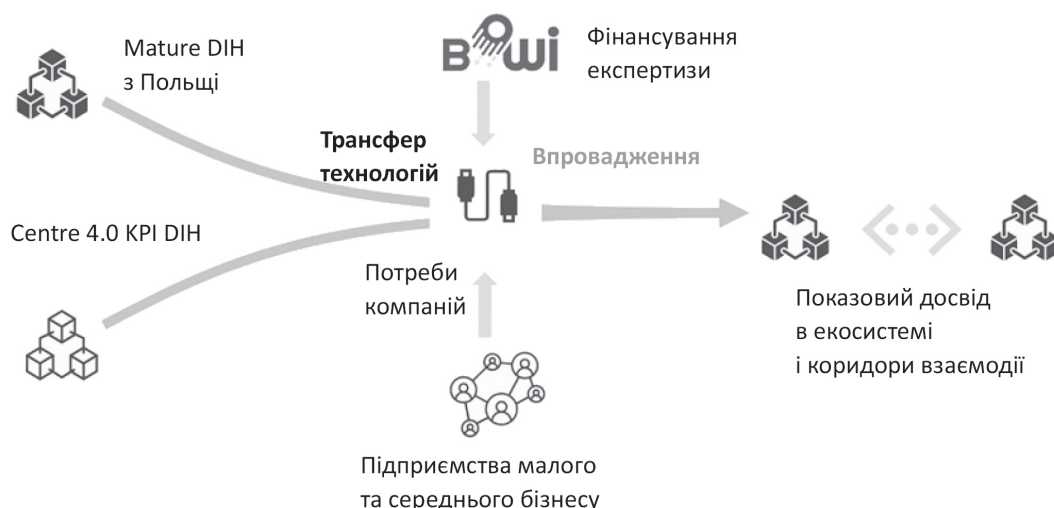 Mature DIH
з Польщі
BOWI
Фінансування
експертизи
Трансфер
технологій
Впровадження
Centre 4.0 KPI DIH
Потреби
компаній
Показовий досвід
в екосистемі
і коридори взаємодії
Підприємства малого
та середнього бізнесу